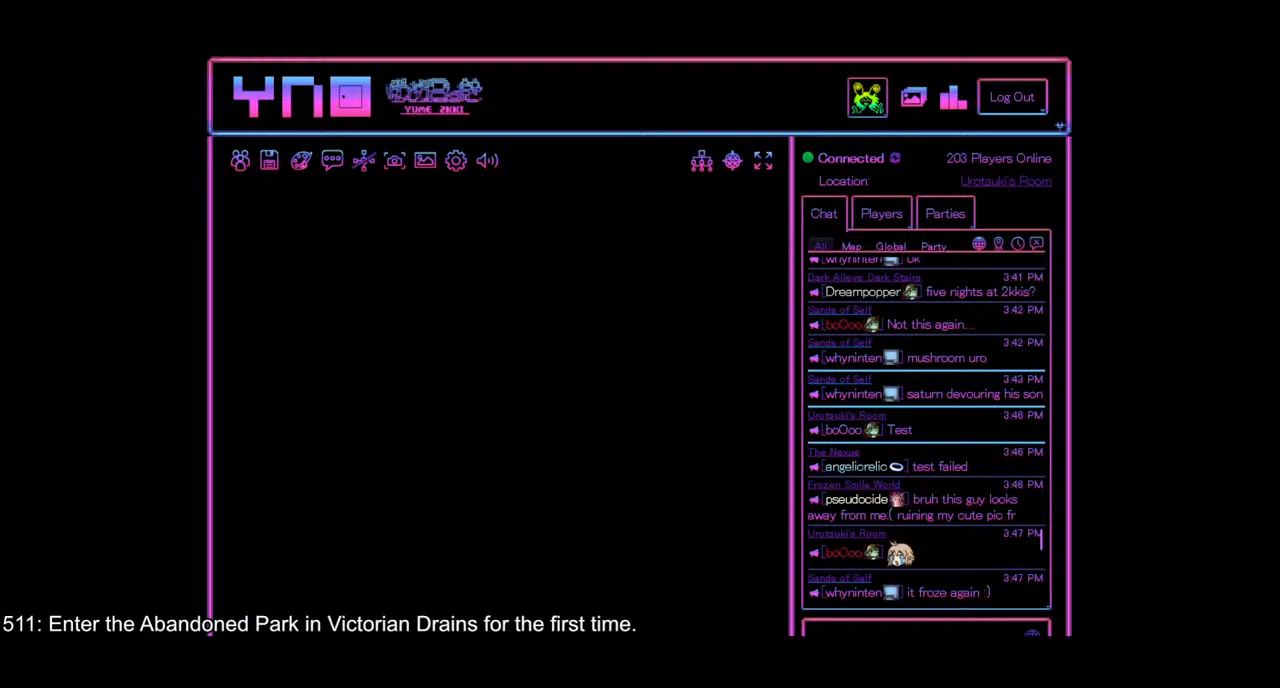 YNO
YUME 2KKI
Log Out
Connected
203 Players Online
Location:
Urotsuki's Room
Chat
Players
Parties
All
Map
Global
Party
[whyninten] ok
Dark Alleys: Dark Stairs
3:41 PM
[Dreampopper] five nights at 2kkis?
Sands of Self
3:42 PM
[boOoo] Not this again....
Sands of Self
3:42 PM
[whyninten] mushroom uro
Sands of Self
3:43 PM
[whyninten] saturn devouring his son
Urotsuki's Room
3:46 PM
[boOoo] Test
The Nexus
3:46 PM
[angelicrelic] test failed
Frozen Smile World
3:46 PM
[pseudocide] bruh this guy looks
away from me:( ruining my cute pic fr
Urotsuki's Room
3:47 PM
[boOoo]
Sands of Self
3:47 PM
[whyninten] it froze again :)
511: Enter the Abandoned Park in Victorian Drains for the first time.